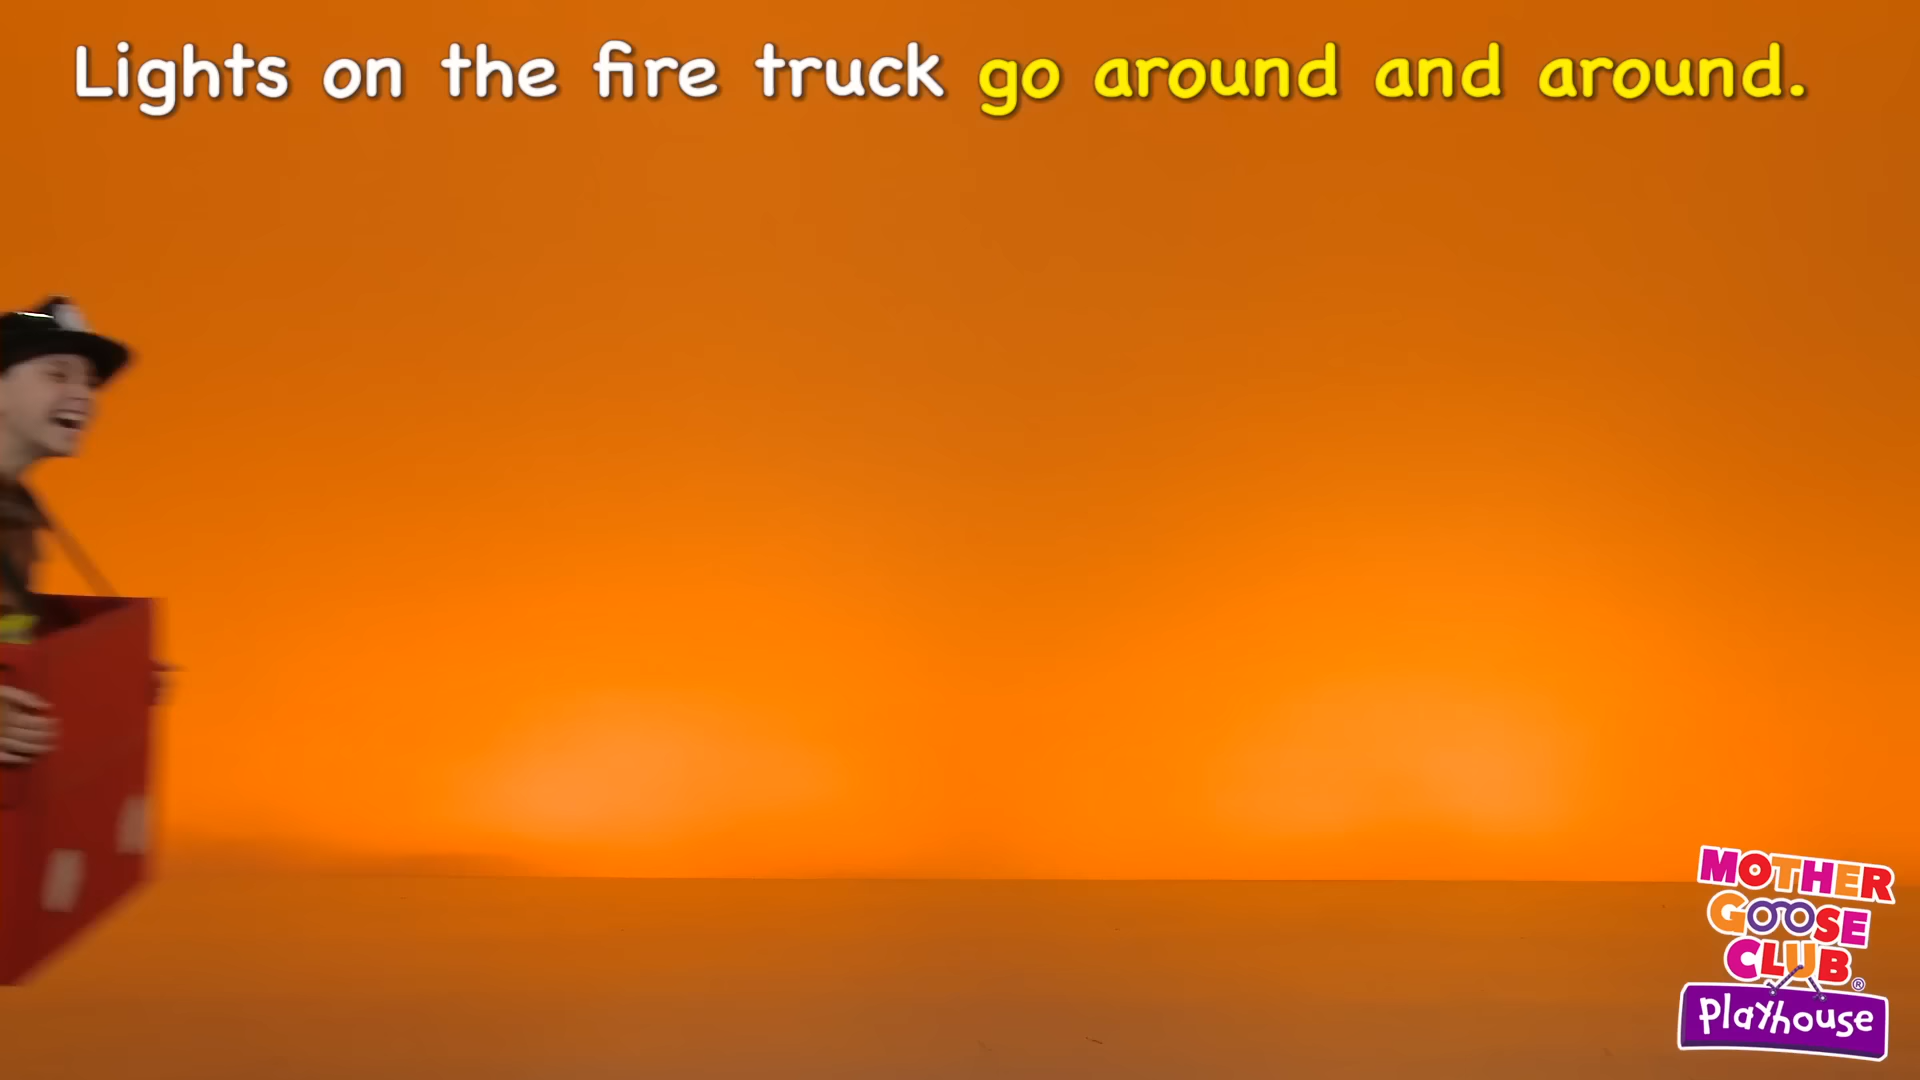 Lights on the fire truck go around and around.
MOTHER
GOOSE
CLUB®
Playhouse